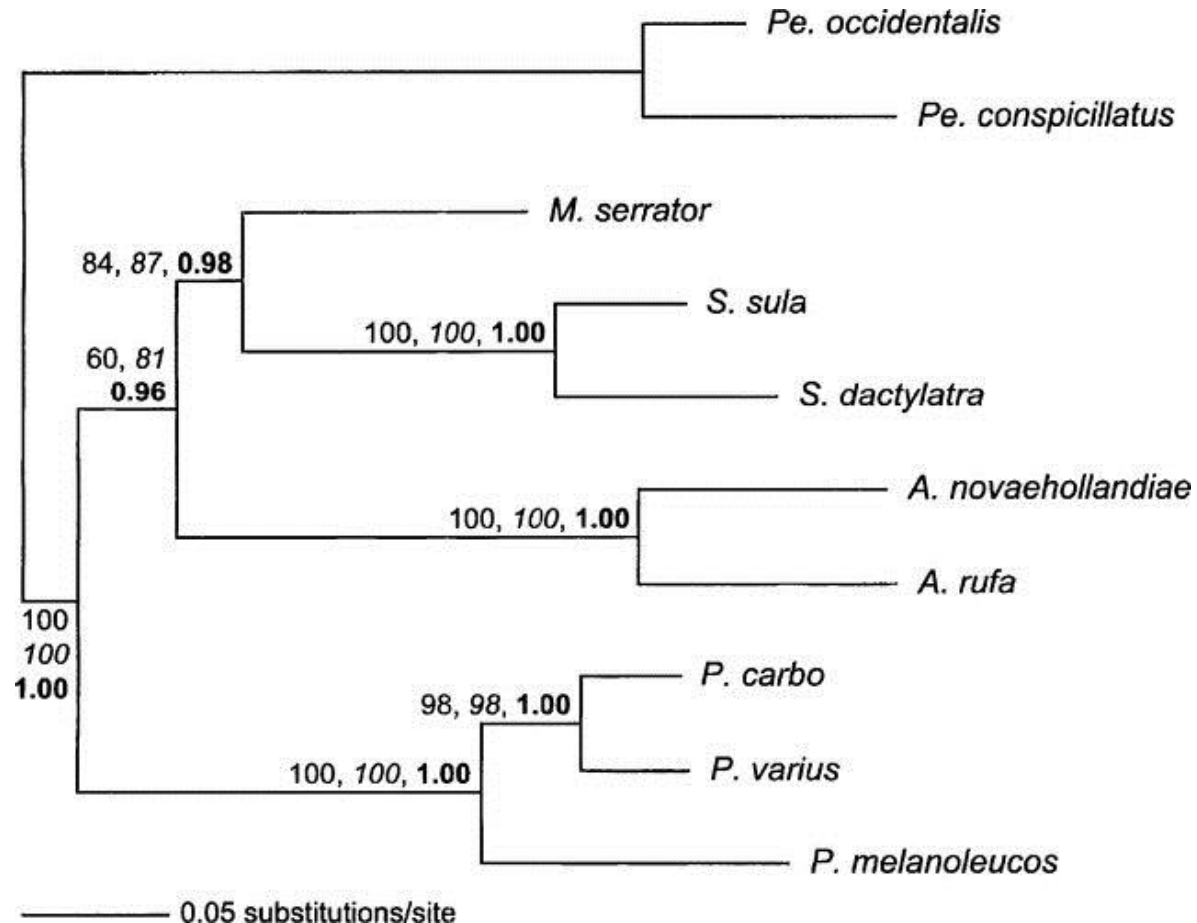 Pe. occidentalis
Pe. conspicillatus
M. serrator
84, 87, 0.98
S. sula
100, 100, 1.00
60, 81
0.96
S. dactylatra
A. novaehollandiae
100, 100, 1.00
A. rufa
100
100
1.00
P. carbo
98, 98, 1.00
P. varius
100, 100, 1.00
P. melanoleucos
0.05 substitutions/site